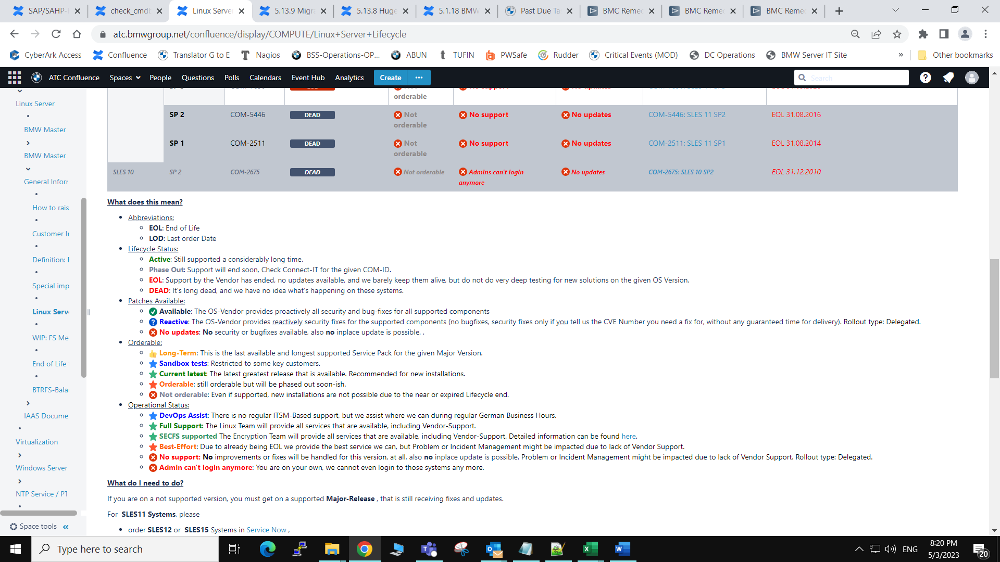 SAP/SAHP-
check_cmd
Linux Serve
5.13.9 Migra
5.13.8 Huge
5.1.18 BMW
Past Due Ta
BMC Reme
BMC Reme
BMC Reme
atc.bmwgroup.net/confluence/display/COMPUTE/Linux+Server+Lifecycle
CyberArk Access
Confluence
Translator G to E
Nagios
BSS-Operations-OP...
ABUN
TUFIN
PWSafe
Rudder
Critical Events (MOD)
DC Operations
BMW Server IT Site
»
Other bookmarks
ATC Confluence
Spaces
People
Questions
Polls
Calendars
Event Hub
Analytics
Create
Search
Linux Server
BMW Master
BMW Master
General Inforr
How to rais
Customer Ir
Definition: E
Special imp
Linux Serve
WIP: FS Me
End of Life
BTRFS-Balar
IAAS Docume
Virtualization
Windows Server
NTP Service / PT
Space tools «
orderable
SP 2 COM-5446 DEAD Not orderable No support No updates COM-5446: SLES 11 SP2 EOL 31.08.2016
SP 1 COM-2511 DEAD Not orderable No support No updates COM-2511: SLES 11 SP1 EOL 31.08.2014
SLES 10 SP 2 COM-2675 DEAD Not orderable Admins can't login anymore No updates COM-2675: SLES 10 SP2 EOL 31.12.2010
What does this mean?
Abbreviations:
EOL: End of Life
LOD: Last order Date
Lifecycle Status:
Active: Still supported a considerably long time.
Phase Out: Support will end soon, Check Connect-IT for the given COM-ID.
EOL: Support by the Vendor has ended, no updates available, and we barely keep them alive, but do not do very deep testing for new solutions on the given OS Version.
DEAD: It's long dead, and we have no idea what's happening on these systems.
Patches Available:
Available: The OS-Vendor provides proactively all security and bug-fixes for all supported components
Reactive: The OS-Vendor provides reactively security fixes for the supported components (no bugfixes, security fixes only if you tell us the CVE Number you need a fix for, without any guaranteed time for delivery). Rollout type: Delegated.
No updates: No security or bugfixes available, also no inplace update is possible. .
Orderable:
Long-Term: This is the last available and longest supported Service Pack for the given Major Version.
Sandbox tests: Restricted to some key customers.
Current latest: The latest greatest release that is available. Recommended for new installations.
Orderable: still orderable but will be phased out soon-ish.
Not orderable: Even if supported, new installations are not possible due to the near or expired Lifecycle end.
Operational Status:
DevOps Assist: There is no regular ITSM-Based support, but we assist where we can during regular German Business Hours.
Full Support: The Linux Team will provide all services that are available, including Vendor-Support.
SECFS supported The Encryption Team will provide all services that are available, including Vendor-Support. Detailed information can be found here.
Best-Effort: Due to already being EOL we provide the best service we can, but Problem or Incident Management might be impacted due to lack of Vendor Support.
No support: No improvements or fixes will be handled for this version, at all, also no inplace update is possible. Problem or Incident Management might be impacted due to lack of Vendor Support. Rollout type: Delegated.
Admin can't login anymore: You are on your own, we cannot even login to those systems any more.
What do I need to do?
If you are on a not supported version, you must get on a supported Major-Release , that is still receiving fixes and updates.
For SLES11 Systems, please
order SLES12 or SLES15 Systems in Service Now ,
Type here to search
ENG
8:20 PM
5/3/2023
20